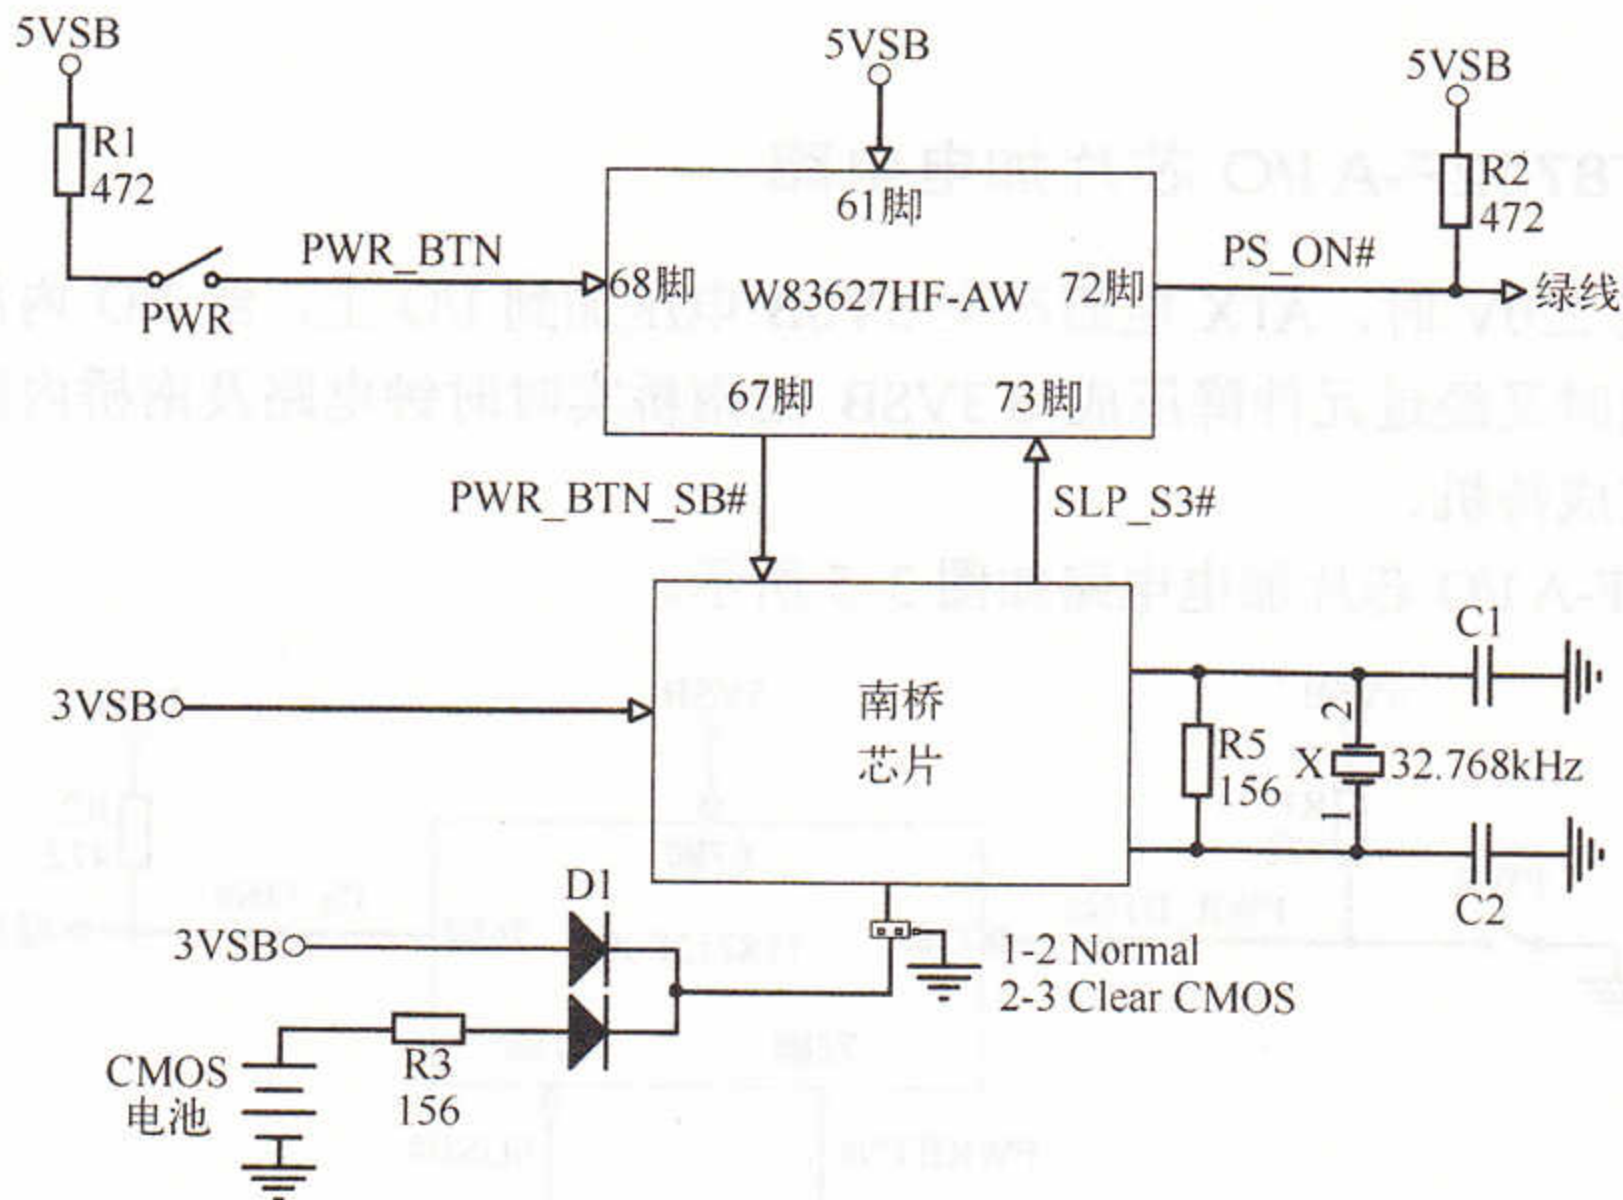 5VSB
5VSB
5VSB
R1
472
R2
472
61脚
PWR_BTN
68脚
W83627HF-AW
72脚
PS_ON#
绿线
PWR
67脚
73脚
PWR_BTN_SB#
SLP_S3#
C1
3VSB
南桥
芯片
R5
156
X
2
1
32.768kHz
C2
D1
3VSB
1-2 Normal
2-3 Clear CMOS
R3
156
CMOS
电池